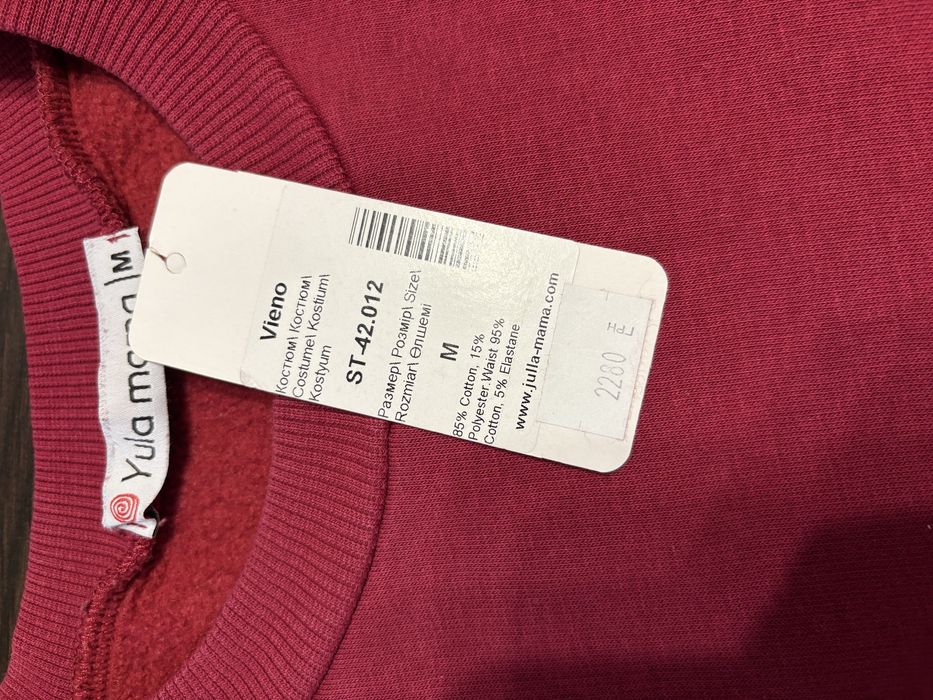 Vieno
Костюм\ Костюм\
Costume\ Kostium\
Kostyum
ST-42.012
Размер\ Розмір\ Size\
Rozmiar\ Өлшемі
M
85% Cotton, 15%
Polyester.Waist 95%
Cotton, 5% Elastane
www.julla-mama.com
2280
Yula mama
M